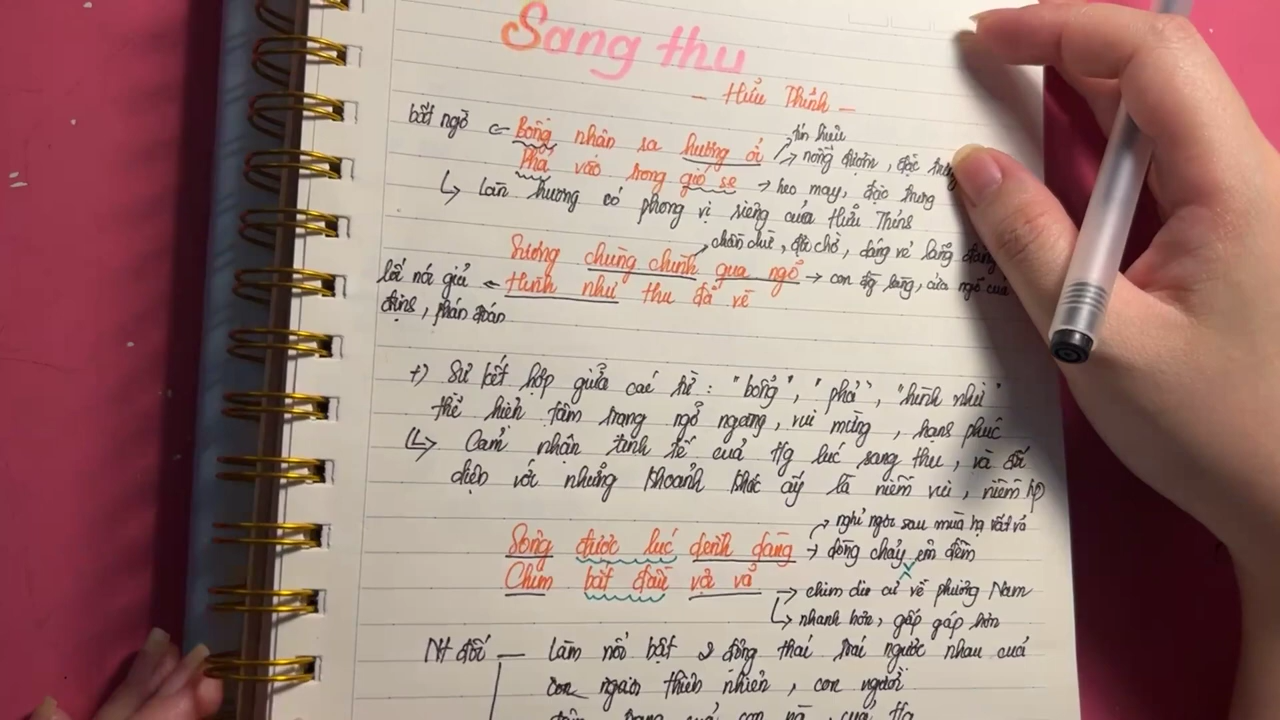 Sang thu
- Hữu Thỉnh -
bất ngờ ← Bỗng nhận ra hương ổi → tín hiệu
→ nồng đượm, đặc trưng
Phả vào trong gió se → heo may, đặc trưng
↳ làn hương có phong vị riêng của Hữu Thỉnh
chần chừ, đợi chờ, dáng vẻ lãng đãng
Sương chùng chình qua ngõ → con đg làng, cửa ngõ của
lối nói giả ← Hình như thu đã về
định, phán đoán
+) Sự kết hợp giữa các từ: "bỗng", "phả", "hình như"
thể hiện tâm trạng ngỡ ngàng, vui mừng, hạnh phúc
↳ Cảm nhận tinh tế của tg lúc sang thu, và đối
diện với những khoảnh khắc ấy là niềm vui, niềm hp
nghỉ ngơi sau mùa hạ vất vả
Sông được lúc dềnh dàng → dòng chảy êm đềm
Chim bắt đầu vội vã → chim di cư về phương Nam
↳ nhanh hơn, gấp gáp hơn
NT đối — làm nổi bật 2 động thái trái ngược nhau của
con ngàn thiên nhiên, con người